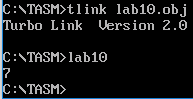 C:\TASM>tlink lab10.obj
Turbo Link  Version 2.0
C:\TASM>lab10
7
C:\TASM>